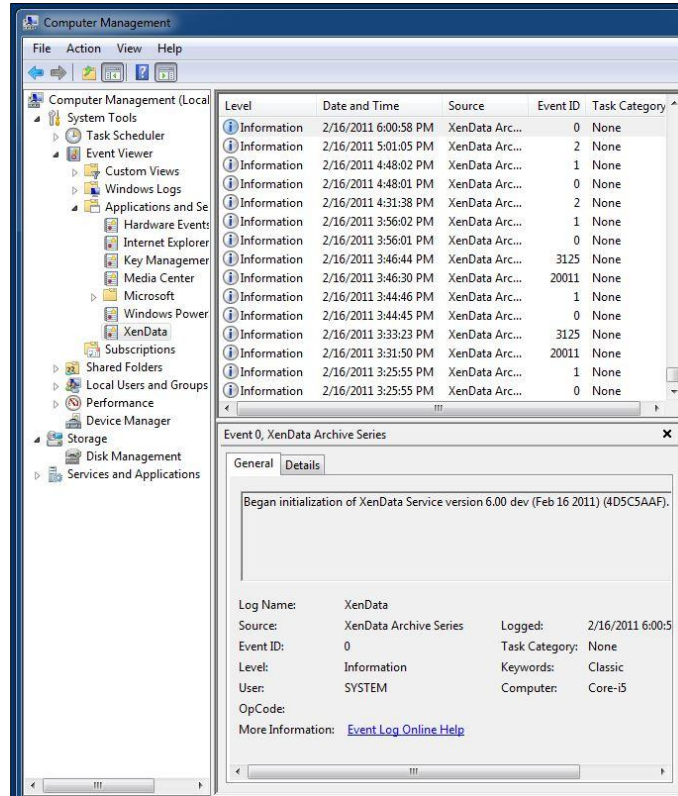 Computer Management
File Action View Help
Computer Management (Local
System Tools
Task Scheduler
Event Viewer
Custom Views
Windows Logs
Applications and Se
Hardware Events
Internet Explorer
Key Managemer
Media Center
Microsoft
Windows Power
XenData
Subscriptions
Shared Folders
Local Users and Groups
Performance
Device Manager
Storage
Disk Management
Services and Applications
Level Date and Time Source Event ID Task Category
Information 2/16/2011 6:00:58 PM XenData Arc... 0 None
Information 2/16/2011 5:01:05 PM XenData Arc... 2 None
Information 2/16/2011 4:48:02 PM XenData Arc... 1 None
Information 2/16/2011 4:48:01 PM XenData Arc... 0 None
Information 2/16/2011 4:31:38 PM XenData Arc... 2 None
Information 2/16/2011 3:56:02 PM XenData Arc... 1 None
Information 2/16/2011 3:56:01 PM XenData Arc... 0 None
Information 2/16/2011 3:46:44 PM XenData Arc... 3125 None
Information 2/16/2011 3:46:30 PM XenData Arc... 20011 None
Information 2/16/2011 3:44:46 PM XenData Arc... 1 None
Information 2/16/2011 3:44:45 PM XenData Arc... 0 None
Information 2/16/2011 3:33:23 PM XenData Arc... 3125 None
Information 2/16/2011 3:31:50 PM XenData Arc... 20011 None
Information 2/16/2011 3:25:55 PM XenData Arc... 1 None
Information 2/16/2011 3:25:55 PM XenData Arc... 0 None
Event 0, XenData Archive Series
General Details
Began initialization of XenData Service version 6.00 dev (Feb 16 2011) (4D5C5AAF).
Log Name: XenData
Source: XenData Archive Series Logged: 2/16/2011 6:00:5
Event ID: 0 Task Category: None
Level: Information Keywords: Classic
User: SYSTEM Computer: Core-i5
OpCode:
More Information: Event Log Online Help